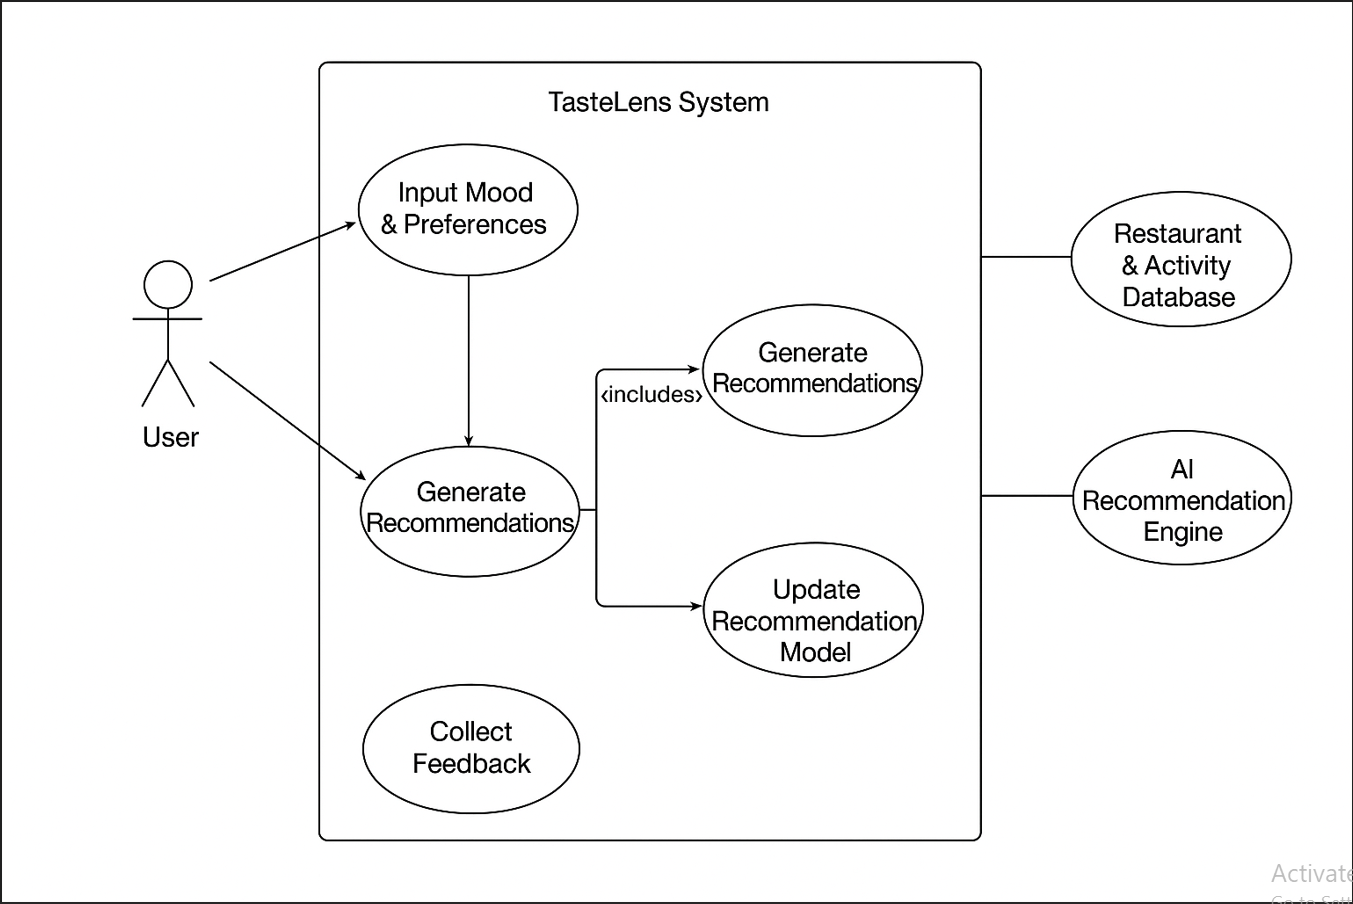 TasteLens System
Input Mood
& Preferences
User
Generate
Recommendations
‹includes›
Generate
Recommendations
Update
Recommendation
Model
Collect
Feedback
Restaurant
& Activity
Database
AI
Recommendation
Engine
Activate